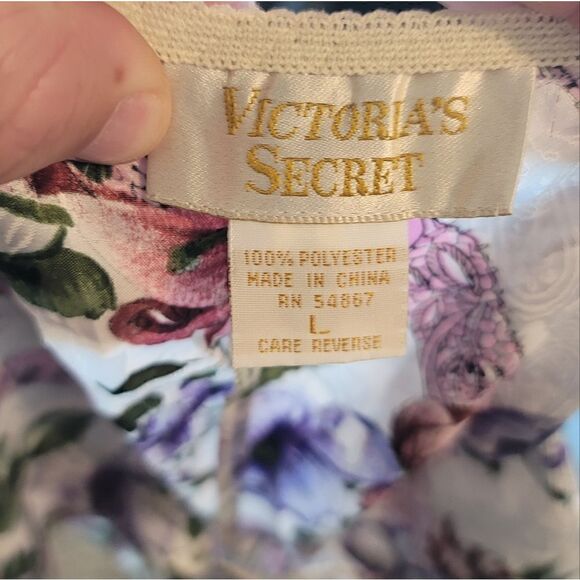 VICTORIA'S
SECRET
100% POLYESTER
MADE IN CHINA
RN 54867
L
CARE REVERSE